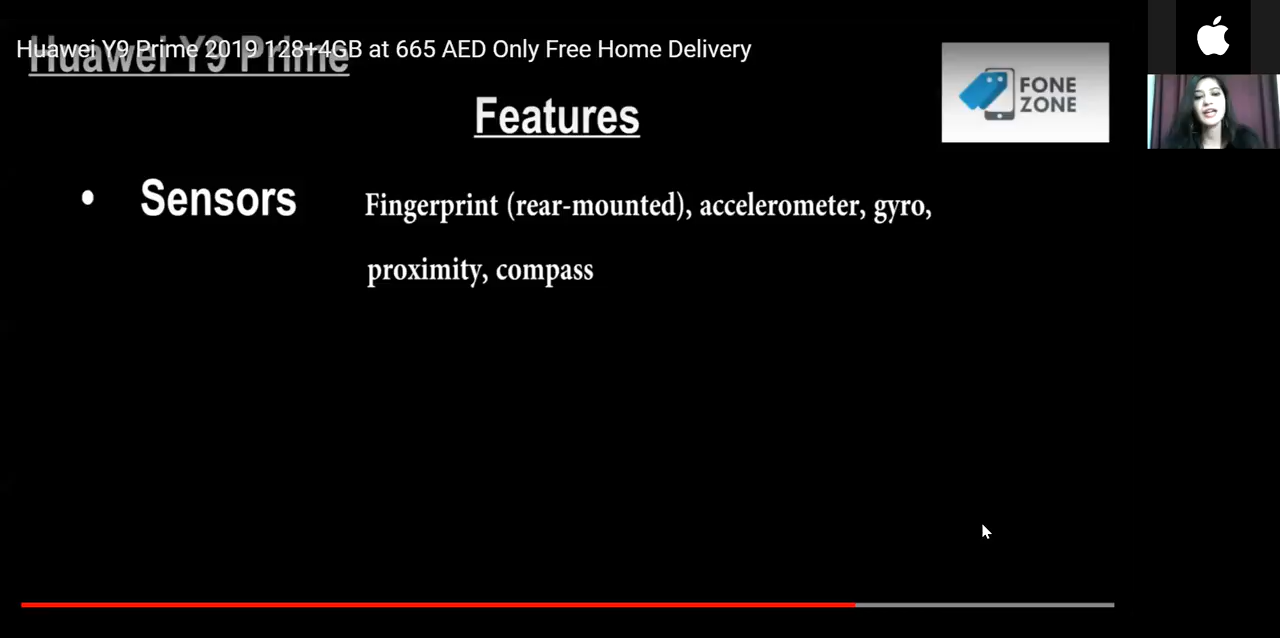 Huawei Y9 Prime 2019 128+4GB at 665 AED Only Free Home Delivery
Huawei Y9 Prime
FONE
ZONE
Features
• Sensors Fingerprint (rear-mounted), accelerometer, gyro,
proximity, compass